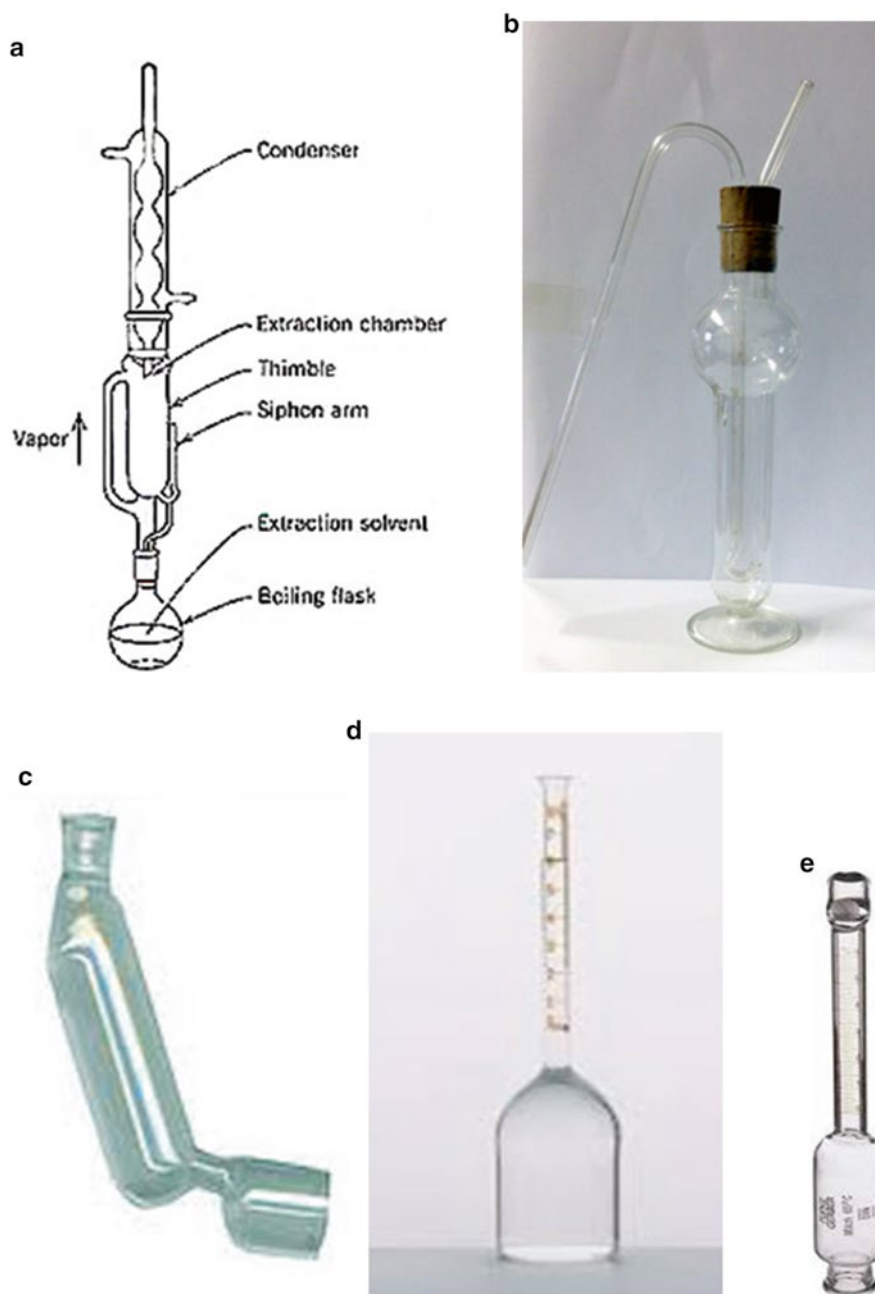 a
Condenser
Extraction chamber
Thimble
Siphon arm
Vapor
Extraction solvent
Boiling flask
b
c
d
e